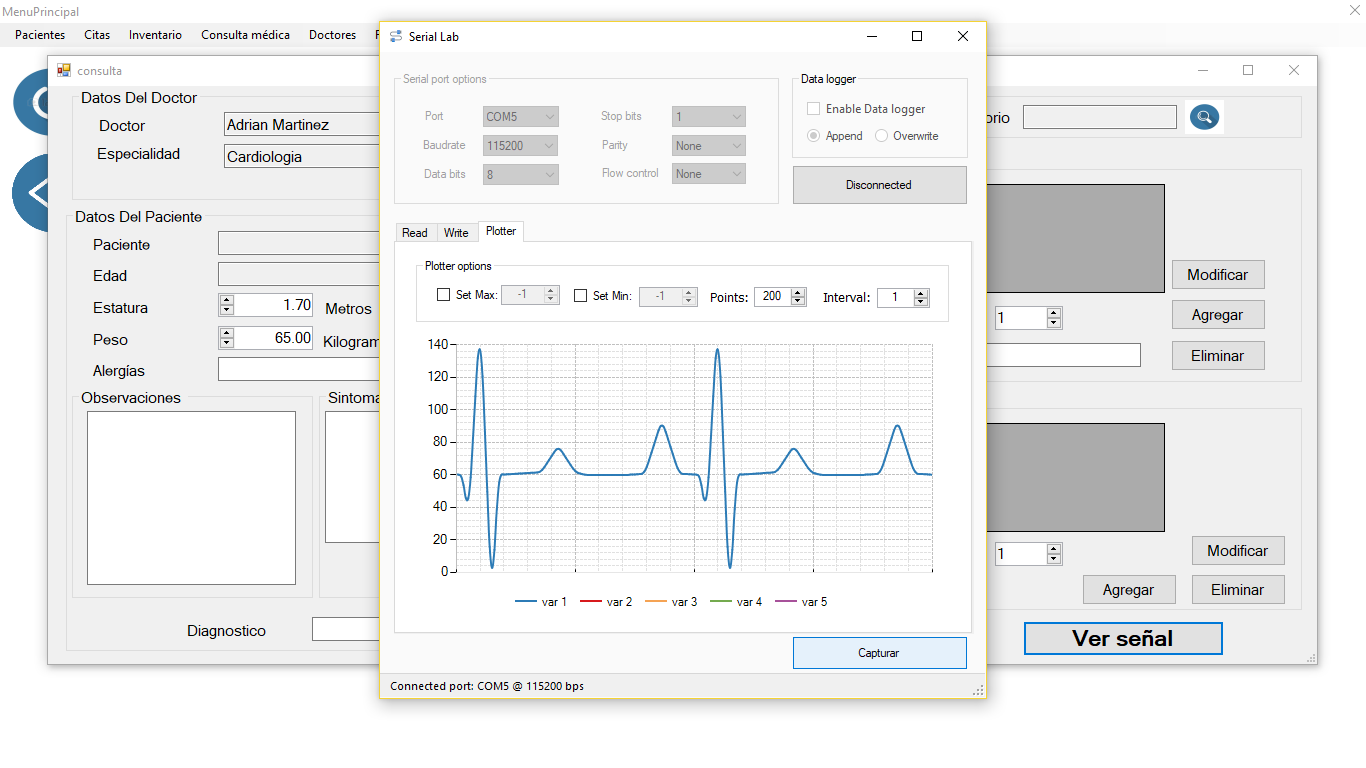 MenuPrincipal
Pacientes Citas Inventario Consulta médica Doctores
consulta
Datos Del Doctor
Doctor Adrian Martinez
Especialidad Cardiologia
Datos Del Paciente
Paciente
Edad
Estatura 1.70 Metros
Peso 65.00 Kilogram
Alergías
Observaciones Sintoma
Diagnostico
Serial Lab
Serial port options
Port COM5 Stop bits 1
Baudrate 115200 Parity None
Data bits 8 Flow control None
Data logger
Enable Data logger
Append Overwrite
Disconnected
Read Write Plotter
Plotter options
Set Max: -1 Set Min: -1 Points: 200 Interval: 1
140
120
100
80
60
40
20
0
var 1 var 2 var 3 var 4 var 5
Capturar
Connected port: COM5 @ 115200 bps
orio
Modificar
1 Agregar
Eliminar
1 Modificar
Agregar Eliminar
Ver señal